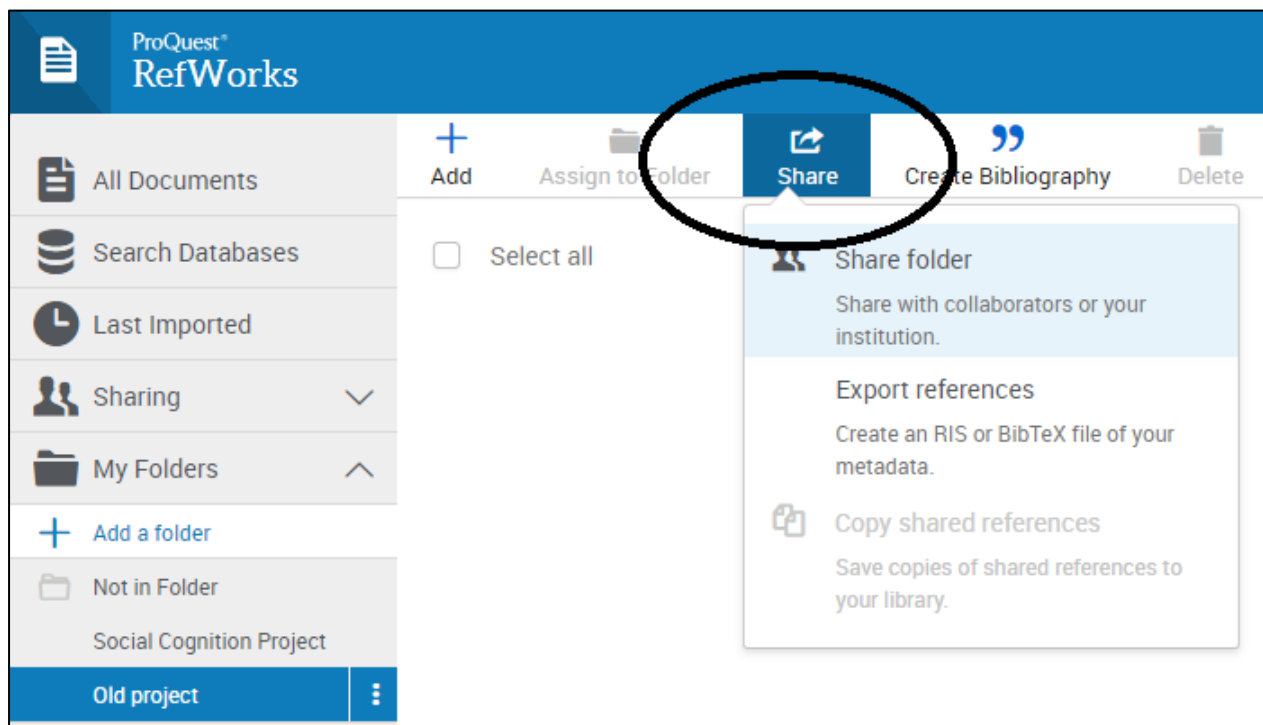 ProQuest®
RefWorks
All Documents
Search Databases
Last Imported
Sharing
My Folders
Add a folder
Not in Folder
Social Cognition Project
Old project
Add
Assign to Folder
Share
Create Bibliography
Delete
Select all
Share folder
Share with collaborators or your
institution.
Export references
Create an RIS or BibTeX file of your
metadata.
Copy shared references
Save copies of shared references to
your library.